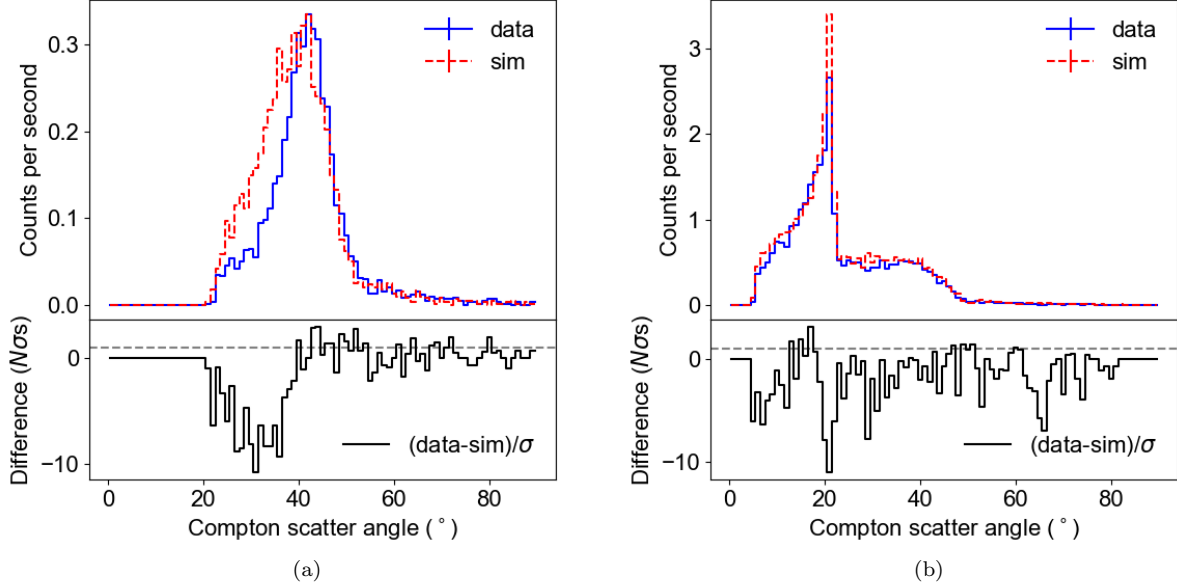 data
sim
Counts per second
0.3
0.2
0.1
0.0
Difference (Nσs)
0
−10
(data-sim)/σ
0
20
40
60
80
Compton scatter angle (°)
(a)
data
sim
Counts per second
3
2
1
0
Difference (Nσs)
0
−10
(data-sim)/σ
0
20
40
60
80
Compton scatter angle (°)
(b)